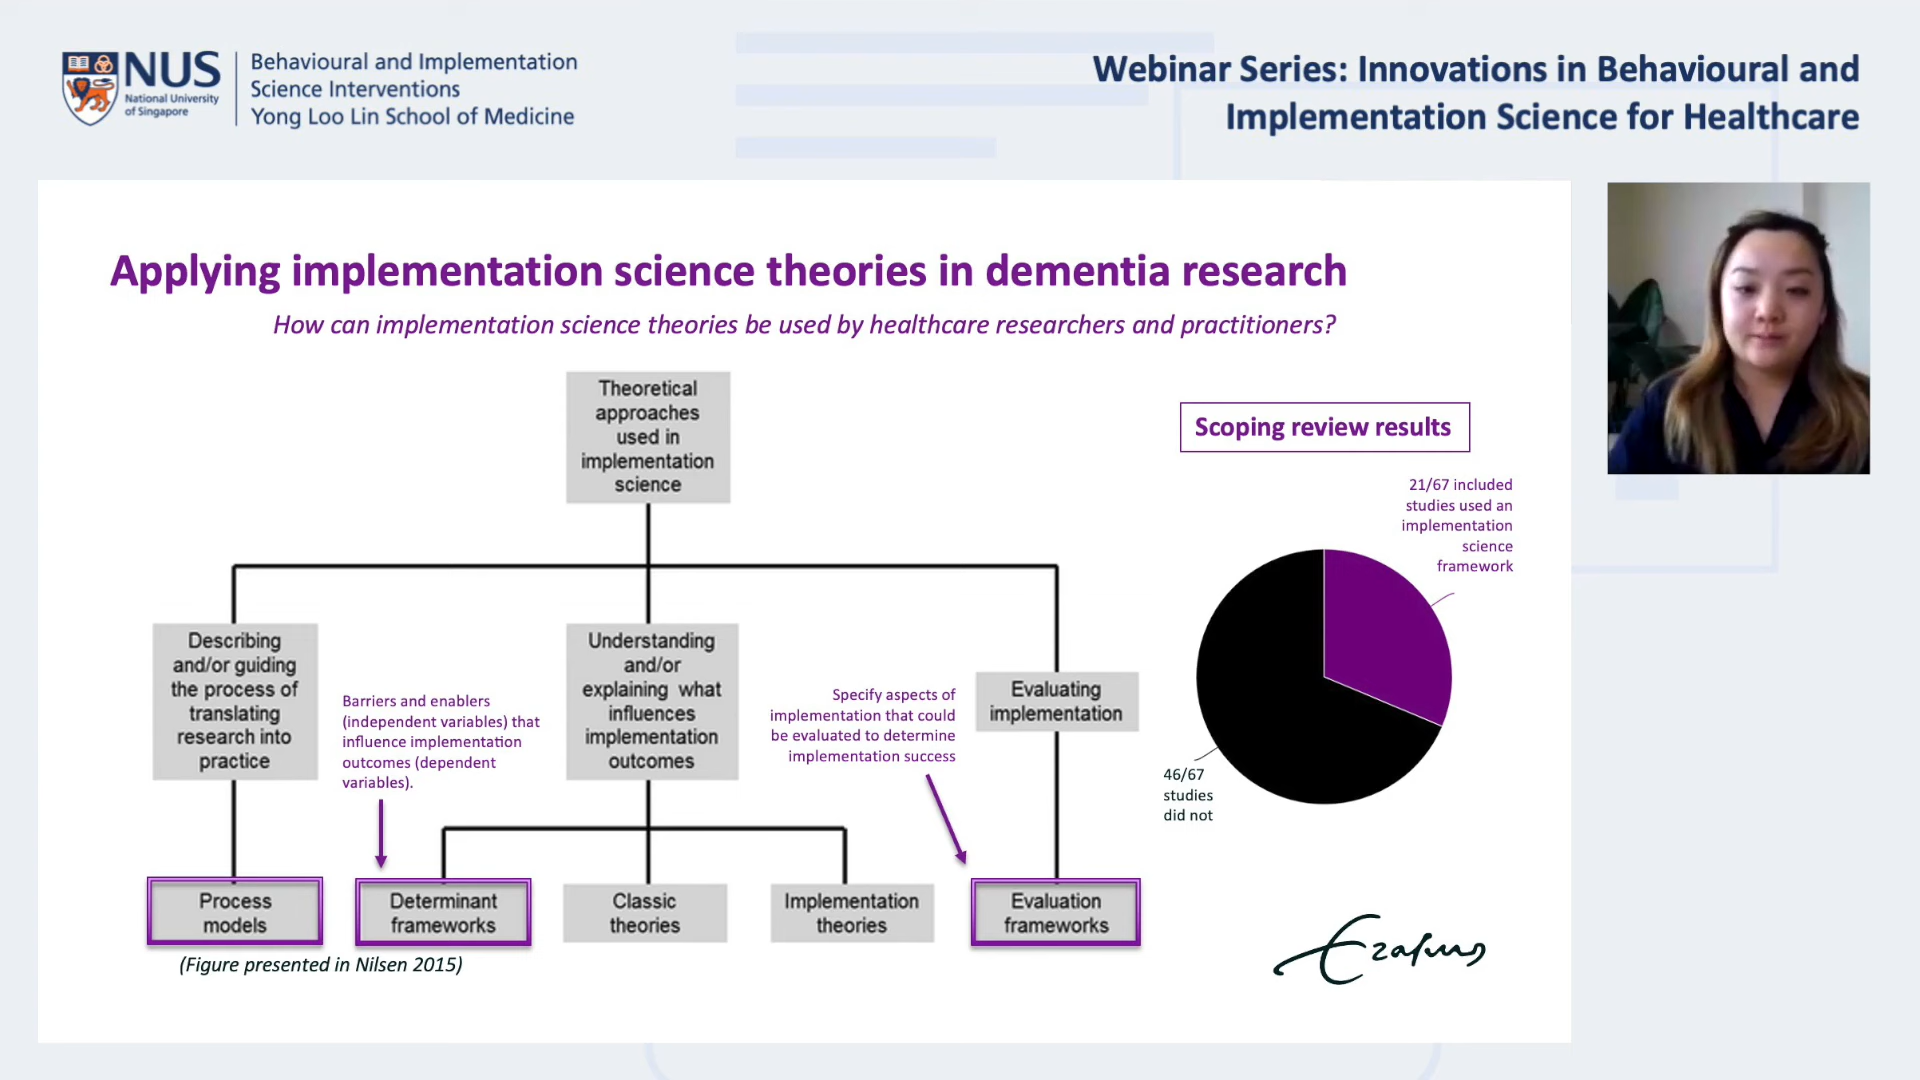 NUS
National University
of Singapore
Behavioural and Implementation
Science Interventions
Yong Loo Lin School of Medicine
Webinar Series: Innovations in Behavioural and
Implementation Science for Healthcare
Applying implementation science theories in dementia research
How can implementation science theories be used by healthcare researchers and practitioners?
Theoretical
approaches
used in
implementation
science
Describing
and/or guiding
the process of
translating
research into
practice
Barriers and enablers
(independent variables) that
influence implementation
outcomes (dependent
variables).
Understanding
and/or
explaining what
influences
implementation
outcomes
Specify aspects of
implementation that could
be evaluated to determine
implementation success
Evaluating
implementation
Process
models
Determinant
frameworks
Classic
theories
Implementation
theories
Evaluation
frameworks
(Figure presented in Nilsen 2015)
Scoping review results
21/67 included
studies used an
implementation
science
framework
46/67
studies
did not
Erasmus